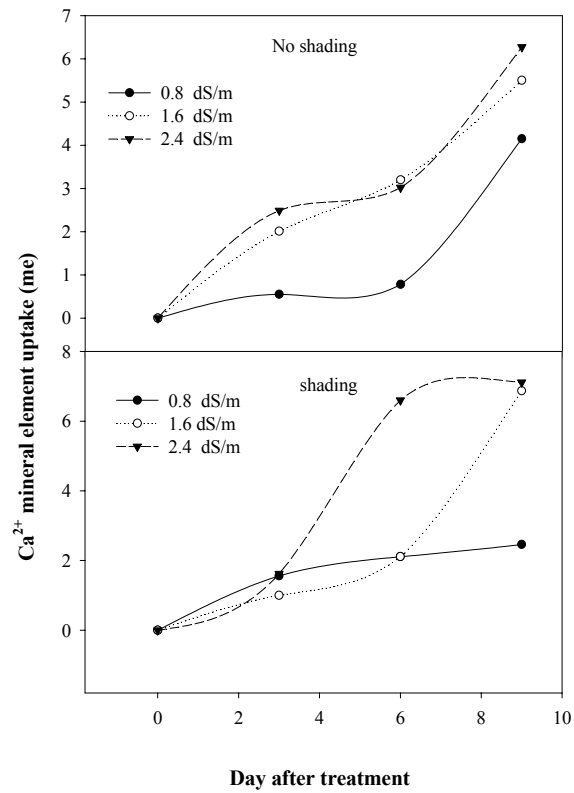 Ca²⁺ mineral element uptake (me)
7
6
5
4
3
2
1
0
No shading
0.8 dS/m
1.6 dS/m
2.4 dS/m
8
6
4
2
0
shading
0.8 dS/m
1.6 dS/m
2.4 dS/m
0 2 4 6 8 10
Day after treatment